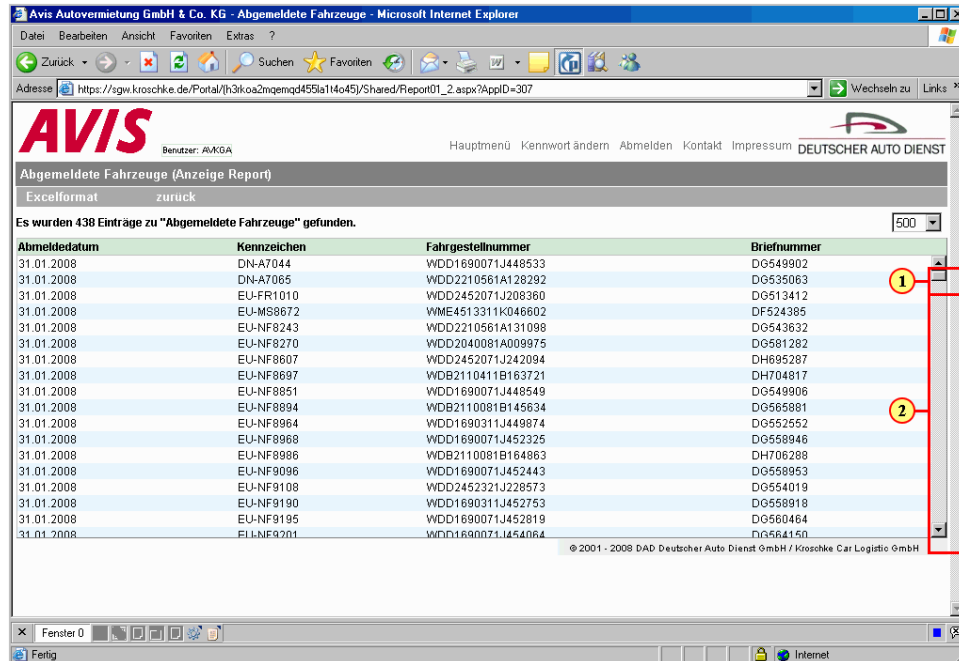 Avis Autovermietung GmbH & Co. KG - Abgemeldete Fahrzeuge - Microsoft Internet Explorer
Datei Bearbeiten Ansicht Favoriten Extras ?
Zurück Suchen Favoriten
Adresse https://sgw.kroschke.de/Portal/(h3rkoa2mqemqd455la1t4o45)/Shared/Report01_2.aspx?AppID=307 Wechseln zu Links »
AVIS Benutzer: AVKGA Hauptmenü Kennwort ändern Abmelden Kontakt Impressum DEUTSCHER AUTO DIENST
Abgemeldete Fahrzeuge (Anzeige Report)
Excelformat zurück
Es wurden 438 Einträge zu "Abgemeldete Fahrzeuge" gefunden. 500
Abmeldedatum Kennzeichen Fahrgestellnummer Briefnummer
31.01.2008 DN-A7044 WDD1690071J448533 DG549902
31.01.2008 DN-A7065 WDD2210561A128292 DG535063 1
31.01.2008 EU-FR1010 WDD2452071J208360 DG513412
31.01.2008 EU-MS8672 WME4513311K046602 DF524385
31.01.2008 EU-NF8243 WDD2210561A131098 DG543632
31.01.2008 EU-NF8270 WDD2040081A009975 DG581282
31.01.2008 EU-NF8607 WDD2452071J242094 DH695287
31.01.2008 EU-NF8697 WDB2110411B163721 DH704817
31.01.2008 EU-NF8851 WDD1690071J448549 DG549906
31.01.2008 EU-NF8894 WDB2110081B145634 DG565881 2
31.01.2008 EU-NF8964 WDD1690311J449874 DG552552
31.01.2008 EU-NF8968 WDD1690071J452325 DG558946
31.01.2008 EU-NF8986 WDB2110081B164863 DH706288
31.01.2008 EU-NF9096 WDD1690071J452443 DG558953
31.01.2008 EU-NF9108 WDD2452321J228573 DG554019
31.01.2008 EU-NF9190 WDD1690311J452753 DG558918
31.01.2008 EU-NF9195 WDD1690071J452819 DG560464
31.01.2008 EU-NF9201 WDD1690071J454064 DG564150
© 2001 - 2008 DAD Deutscher Auto Dienst GmbH / Kroschke Car Logistic GmbH
Fenster 0
Fertig Internet